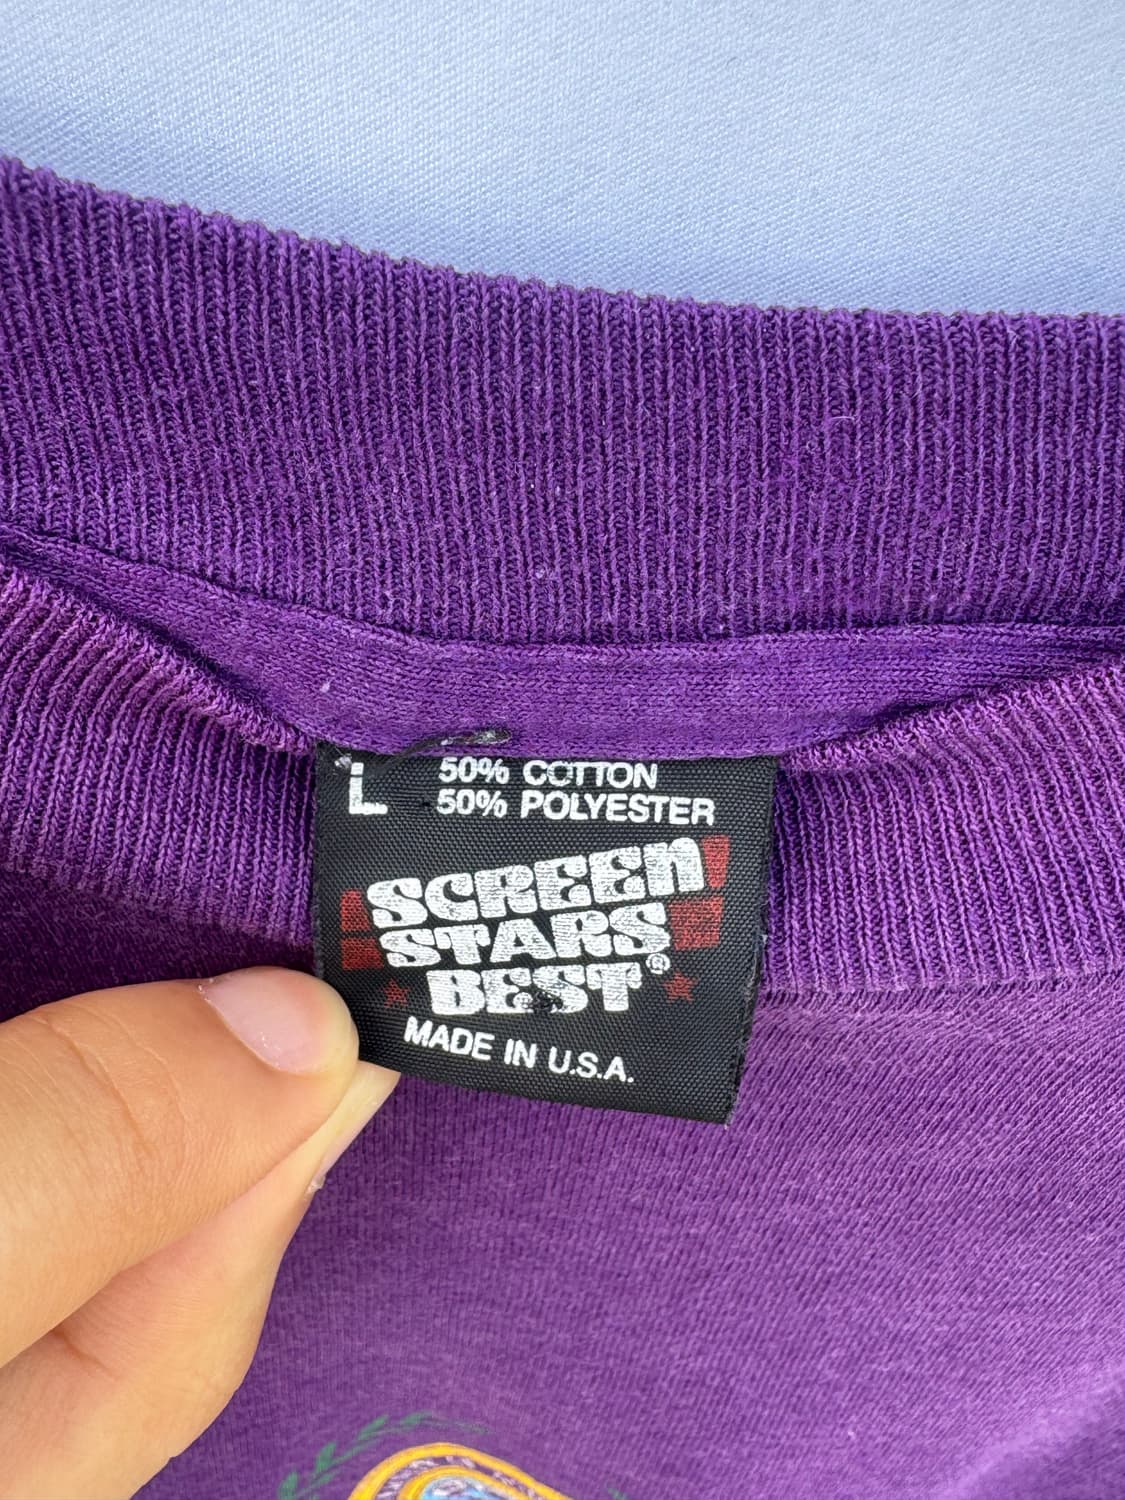 L
50% COTTON
50% POLYESTER
SCREEN
STARS
BEST®
MADE IN U.S.A.